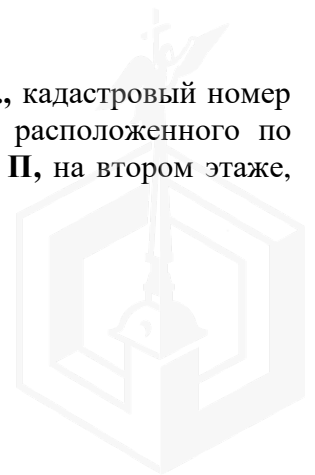 ., кадастровый номер
расположенного по
П, на втором этаже,